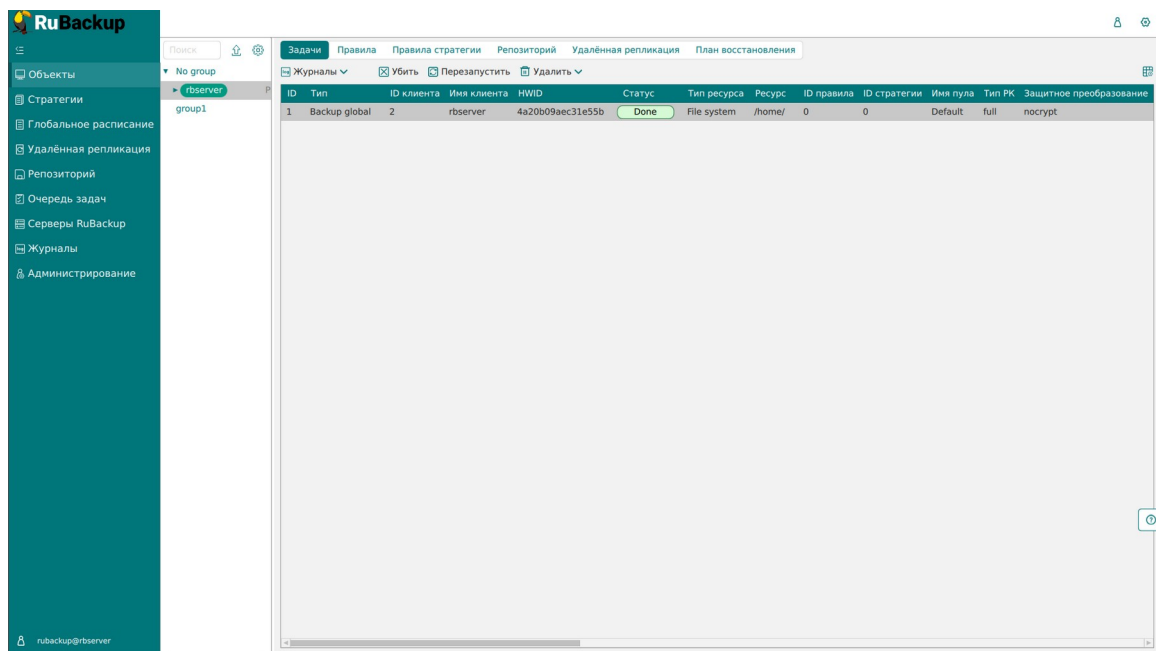 RuBackup
Объекты
Стратегии
Глобальное расписание
Удалённая репликация
Репозиторий
Очередь задач
Серверы RuBackup
Журналы
Администрирование
rubackup@rbserver
Поиск
No group
rbserver
P
group1
Задачи Правила Правила стратегии Репозиторий Удалённая репликация План восстановления
Журналы Убить Перезапустить Удалить
ID Тип ID клиента Имя клиента HWID Статус Тип ресурса Ресурс ID правила ID стратегии Имя пула Тип РК Защитное преобразование
1 Backup global 2 rbserver 4a20b09aec31e55b Done File system /home/ 0 0 Default full nocrypt